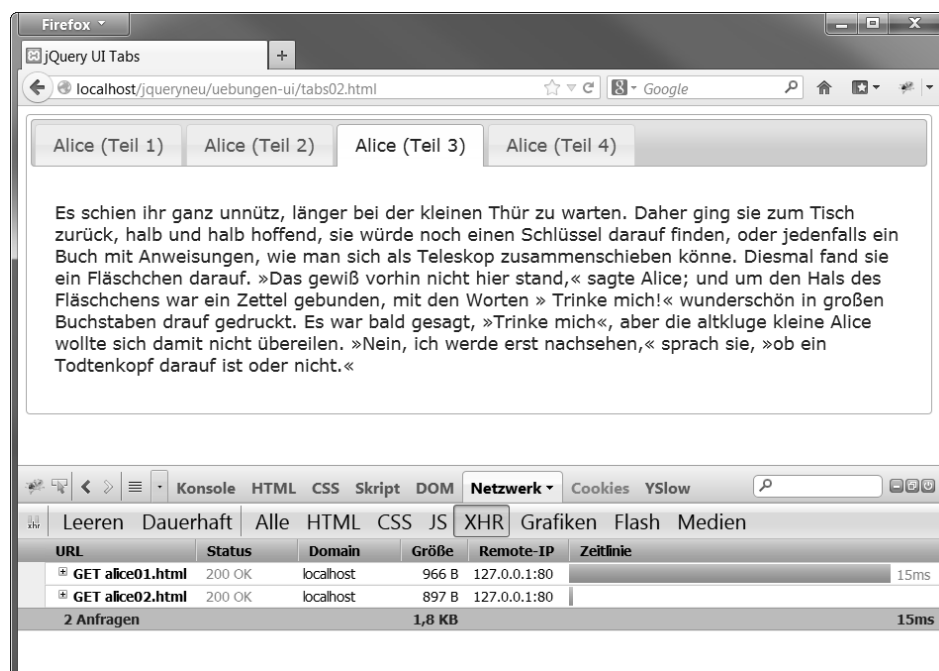 Firefox
jQuery UI Tabs
localhost/jqueryneu/uebungen-ui/tabs02.html
Google
Alice (Teil 1) Alice (Teil 2) Alice (Teil 3) Alice (Teil 4)
Es schien ihr ganz unnütz, länger bei der kleinen Thür zu warten. Daher ging sie zum Tisch
zurück, halb und halb hoffend, sie würde noch einen Schlüssel darauf finden, oder jedenfalls ein
Buch mit Anweisungen, wie man sich als Teleskop zusammenschieben könne. Diesmal fand sie
ein Fläschchen darauf. »Das gewiß vorhin nicht hier stand,« sagte Alice; und um den Hals des
Fläschchens war ein Zettel gebunden, mit den Worten » Trinke mich!« wunderschön in großen
Buchstaben drauf gedruckt. Es war bald gesagt, »Trinke mich«, aber die altkluge kleine Alice
wollte sich damit nicht übereilen. »Nein, ich werde erst nachsehen,« sprach sie, »ob ein
Todtenkopf darauf ist oder nicht.«
Konsole HTML CSS Skript DOM Netzwerk Cookies YSlow
xhr Leeren Dauerhaft Alle HTML CSS JS XHR Grafiken Flash Medien
URL Status Domain Größe Remote-IP Zeitlinie
GET alice01.html 200 OK localhost 966 B 127.0.0.1:80 15ms
GET alice02.html 200 OK localhost 897 B 127.0.0.1:80
2 Anfragen 1,8 KB 15ms